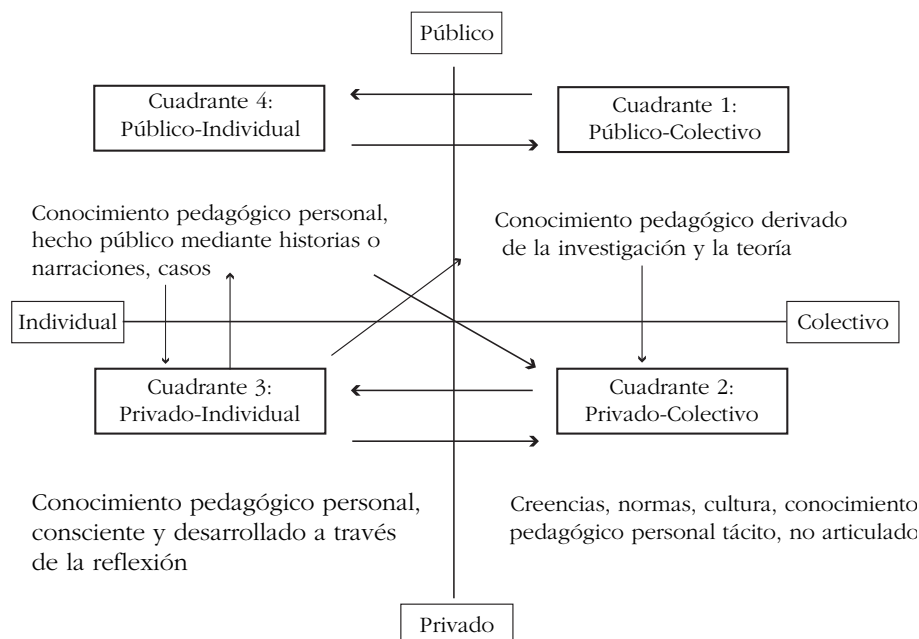 Público
Cuadrante 4:
Público-Individual
Cuadrante 1:
Público-Colectivo
Conocimiento pedagógico personal,
hecho público mediante historias o
narraciones, casos
Conocimiento pedagógico derivado
de la investigación y la teoría
Individual
Colectivo
Cuadrante 3:
Privado-Individual
Cuadrante 2:
Privado-Colectivo
Conocimiento pedagógico personal,
consciente y desarrollado a través
de la reflexión
Creencias, normas, cultura, conocimiento
pedagógico personal tácito, no articulado
Privado